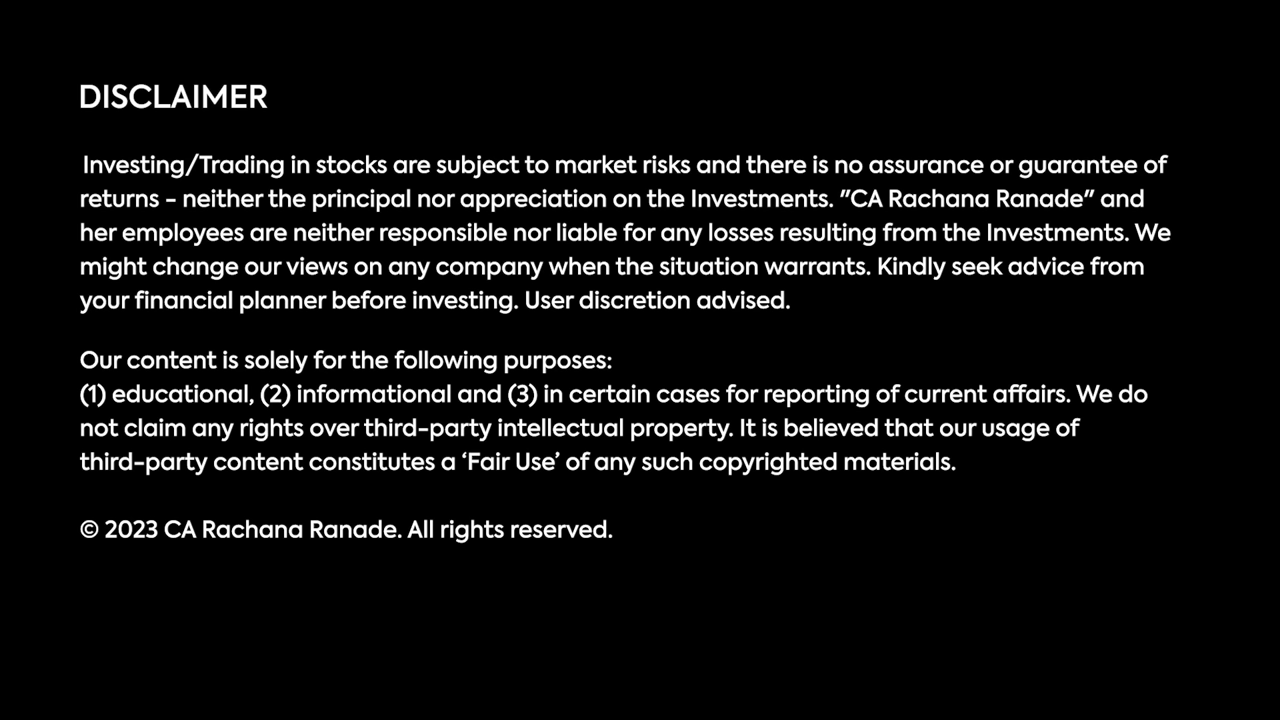 DISCLAIMER
Investing/Trading in stocks are subject to market risks and there is no assurance or guarantee of
returns - neither the principal nor appreciation on the Investments. "CA Rachana Ranade" and
her employees are neither responsible nor liable for any losses resulting from the Investments. We
might change our views on any company when the situation warrants. Kindly seek advice from
your financial planner before investing. User discretion advised.
Our content is solely for the following purposes:
(1) educational, (2) informational and (3) in certain cases for reporting of current affairs. We do
not claim any rights over third-party intellectual property. It is believed that our usage of
third-party content constitutes a ‘Fair Use’ of any such copyrighted materials.
© 2023 CA Rachana Ranade. All rights reserved.